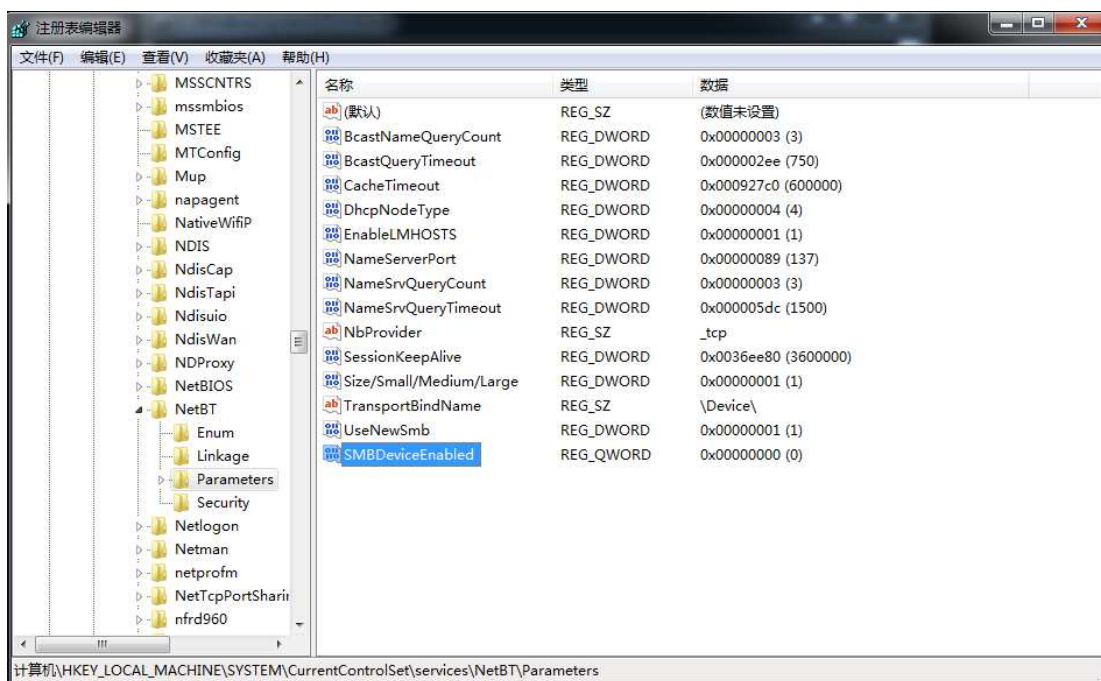 注册表编辑器
文件(F) 编辑(E) 查看(V) 收藏夹(A) 帮助(H)
MSSCNTRS
mssmbios
MSTEE
MTConfig
Mup
napagent
NativeWifiP
NDIS
NdisCap
NdisTapi
Ndisuio
NdisWan
NDProxy
NetBIOS
NetBT
Enum
Linkage
Parameters
Security
Netlogon
Netman
netprofm
NetTcpPortSharin
nfrd960
名称 类型 数据
(默认) REG_SZ (数值未设置)
BcastNameQueryCount REG_DWORD 0x00000003 (3)
BcastQueryTimeout REG_DWORD 0x000002ee (750)
CacheTimeout REG_DWORD 0x000927c0 (600000)
DhcpNodeType REG_DWORD 0x00000004 (4)
EnableLMHOSTS REG_DWORD 0x00000001 (1)
NameServerPort REG_DWORD 0x00000089 (137)
NameSrvQueryCount REG_DWORD 0x00000003 (3)
NameSrvQueryTimeout REG_DWORD 0x000005dc (1500)
NbProvider REG_SZ _tcp
SessionKeepAlive REG_DWORD 0x0036ee80 (3600000)
Size/Small/Medium/Large REG_DWORD 0x00000001 (1)
TransportBindName REG_SZ \Device\
UseNewSmb REG_DWORD 0x00000001 (1)
SMBDeviceEnabled REG_QWORD 0x00000000 (0)
计算机\HKEY_LOCAL_MACHINE\SYSTEM\CurrentControlSet\services\NetBT\Parameters